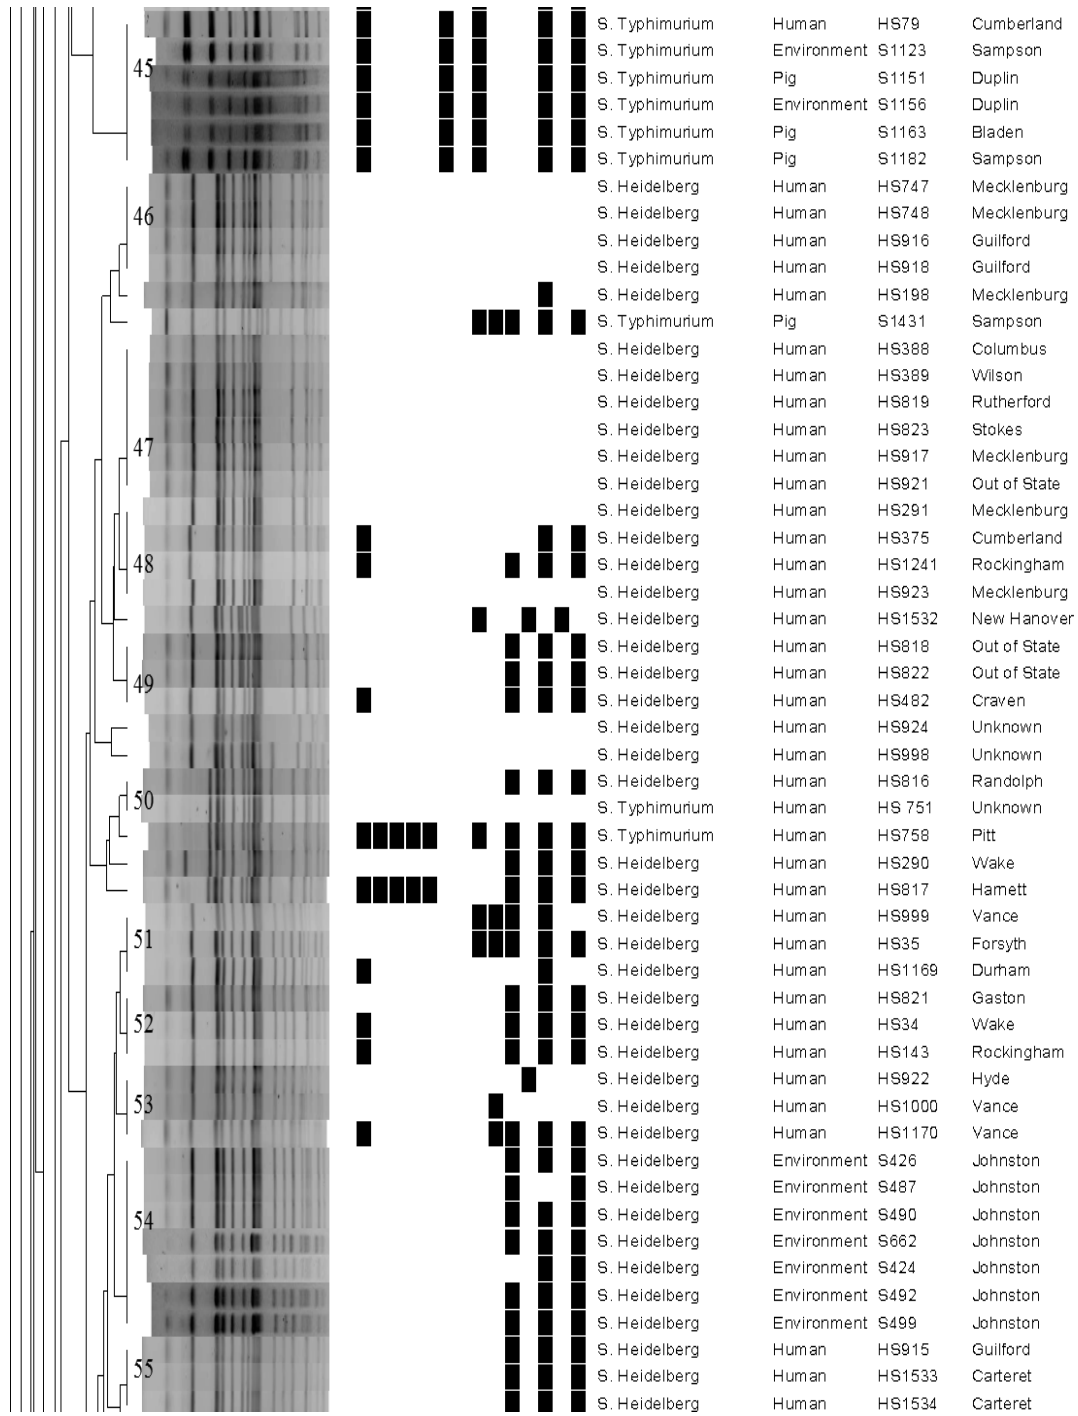 S. Typhimurium Human HS79 Cumberland
S. Typhimurium Environment S1123 Sampson
45
S. Typhimurium Pig S1151 Duplin
S. Typhimurium Environment S1156 Duplin
S. Typhimurium Pig S1163 Bladen
S. Typhimurium Pig S1182 Sampson
S. Heidelberg Human HS747 Mecklenburg
46
S. Heidelberg Human HS748 Mecklenburg
S. Heidelberg Human HS916 Guilford
S. Heidelberg Human HS918 Guilford
S. Heidelberg Human HS198 Mecklenburg
S. Typhimurium Pig S1431 Sampson
S. Heidelberg Human HS388 Columbus
S. Heidelberg Human HS389 Wilson
S. Heidelberg Human HS819 Rutherford
S. Heidelberg Human HS823 Stokes
47
S. Heidelberg Human HS917 Mecklenburg
S. Heidelberg Human HS921 Out of State
S. Heidelberg Human HS291 Mecklenburg
S. Heidelberg Human HS375 Cumberland
48
S. Heidelberg Human HS1241 Rockingham
S. Heidelberg Human HS923 Mecklenburg
S. Heidelberg Human HS1532 New Hanover
S. Heidelberg Human HS818 Out of State
S. Heidelberg Human HS822 Out of State
49
S. Heidelberg Human HS482 Craven
S. Heidelberg Human HS924 Unknown
S. Heidelberg Human HS998 Unknown
S. Heidelberg Human HS816 Randolph
50
S. Typhimurium Human HS 751 Unknown
S. Typhimurium Human HS758 Pitt
S. Heidelberg Human HS290 Wake
S. Heidelberg Human HS817 Harnett
S. Heidelberg Human HS999 Vance
51
S. Heidelberg Human HS35 Forsyth
S. Heidelberg Human HS1169 Durham
S. Heidelberg Human HS821 Gaston
52
S. Heidelberg Human HS34 Wake
S. Heidelberg Human HS143 Rockingham
S. Heidelberg Human HS922 Hyde
53
S. Heidelberg Human HS1000 Vance
S. Heidelberg Human HS1170 Vance
S. Heidelberg Environment S426 Johnston
S. Heidelberg Environment S487 Johnston
54
S. Heidelberg Environment S490 Johnston
S. Heidelberg Environment S662 Johnston
S. Heidelberg Environment S424 Johnston
S. Heidelberg Environment S492 Johnston
S. Heidelberg Environment S499 Johnston
S. Heidelberg Human HS915 Guilford
55
S. Heidelberg Human HS1533 Carteret
S. Heidelberg Human HS1534 Carteret